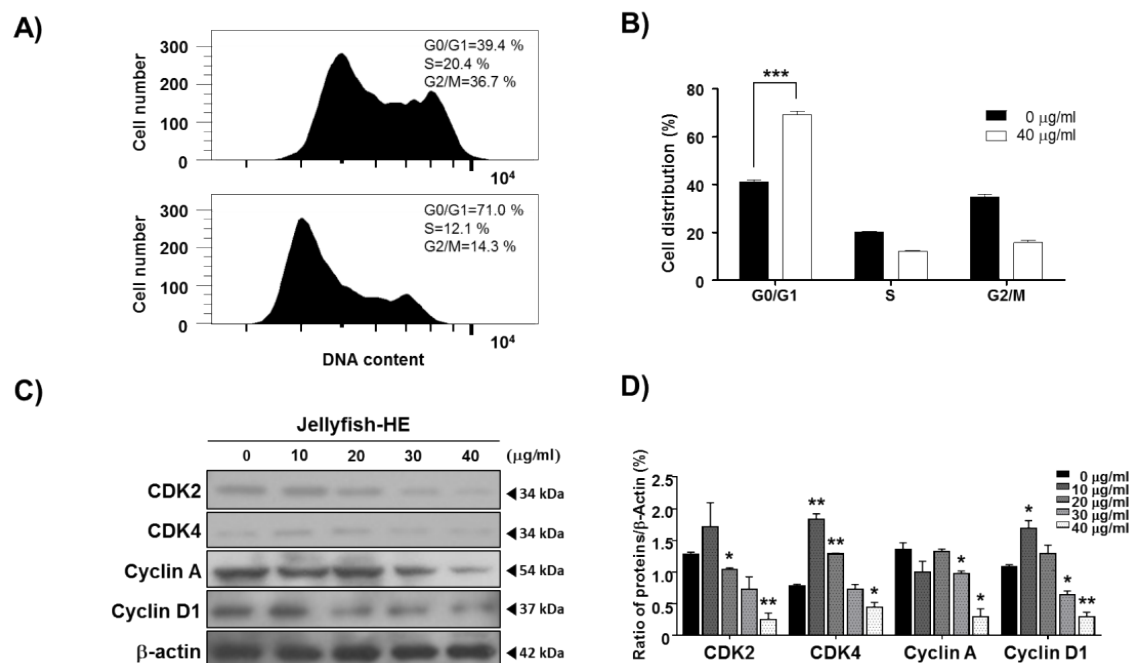 A)
300
200
100
0
Cell number
G0/G1=39.4 %
S=20.4 %
G2/M=36.7 %
10⁴
300
200
100
0
Cell number
G0/G1=71.0 %
S=12.1 %
G2/M=14.3 %
10⁴
DNA content
B)
80
60
40
20
0
Cell distribution (%)
***
0 μg/ml
40 μg/ml
G0/G1 S G2/M
C)
Jellyfish-HE
0 10 20 30 40 (μg/ml)
CDK2 ◀34 kDa
CDK4 ◀34 kDa
Cyclin A ◀54 kDa
Cyclin D1 ◀37 kDa
β-actin ◀42 kDa
D)
Ratio of proteins/β-Actin (%)
2.5
2.0
1.5
1.0
0.5
0
0 μg/ml
10 μg/ml
20 μg/ml
30 μg/ml
40 μg/ml
* ** ** ** * * * * * **
CDK2 CDK4 Cyclin A Cyclin D1